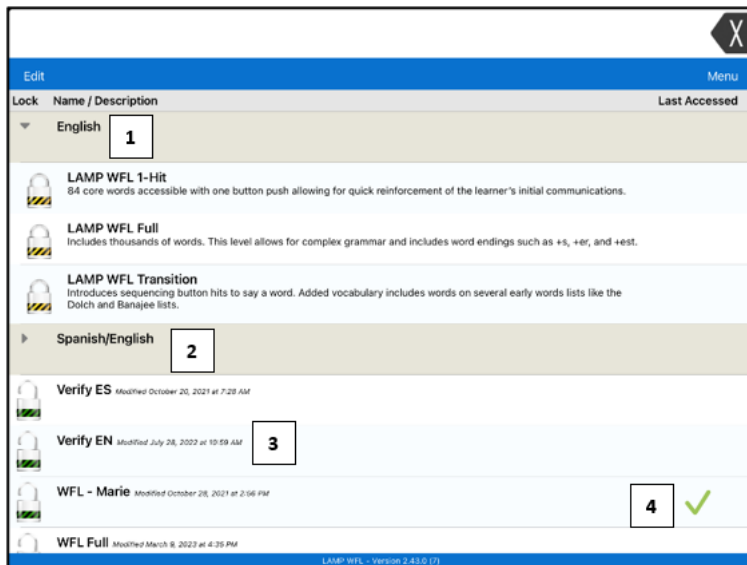 X
Edit Menu
Lock Name / Description Last Accessed
English 1
LAMP WFL 1-Hit
84 core words accessible with one button push allowing for quick reinforcement of the learner's initial communications.
LAMP WFL Full
Includes thousands of words. This level allows for complex grammar and includes word endings such as +s, +er, and +est.
LAMP WFL Transition
Introduces sequencing button hits to say a word. Added vocabulary includes words on several early words lists like the
Dolch and Banajee lists.
Spanish/English 2
Verify ES Modified October 20, 2021 at 7:28 AM
Verify EN Modified July 28, 2022 at 10:59 AM 3
WFL - Marie Modified October 28, 2021 at 2:56 PM 4
WFL Full Modified March 9, 2023 at 4:35 PM
LAMP WFL - Version 2.43.0 (7)